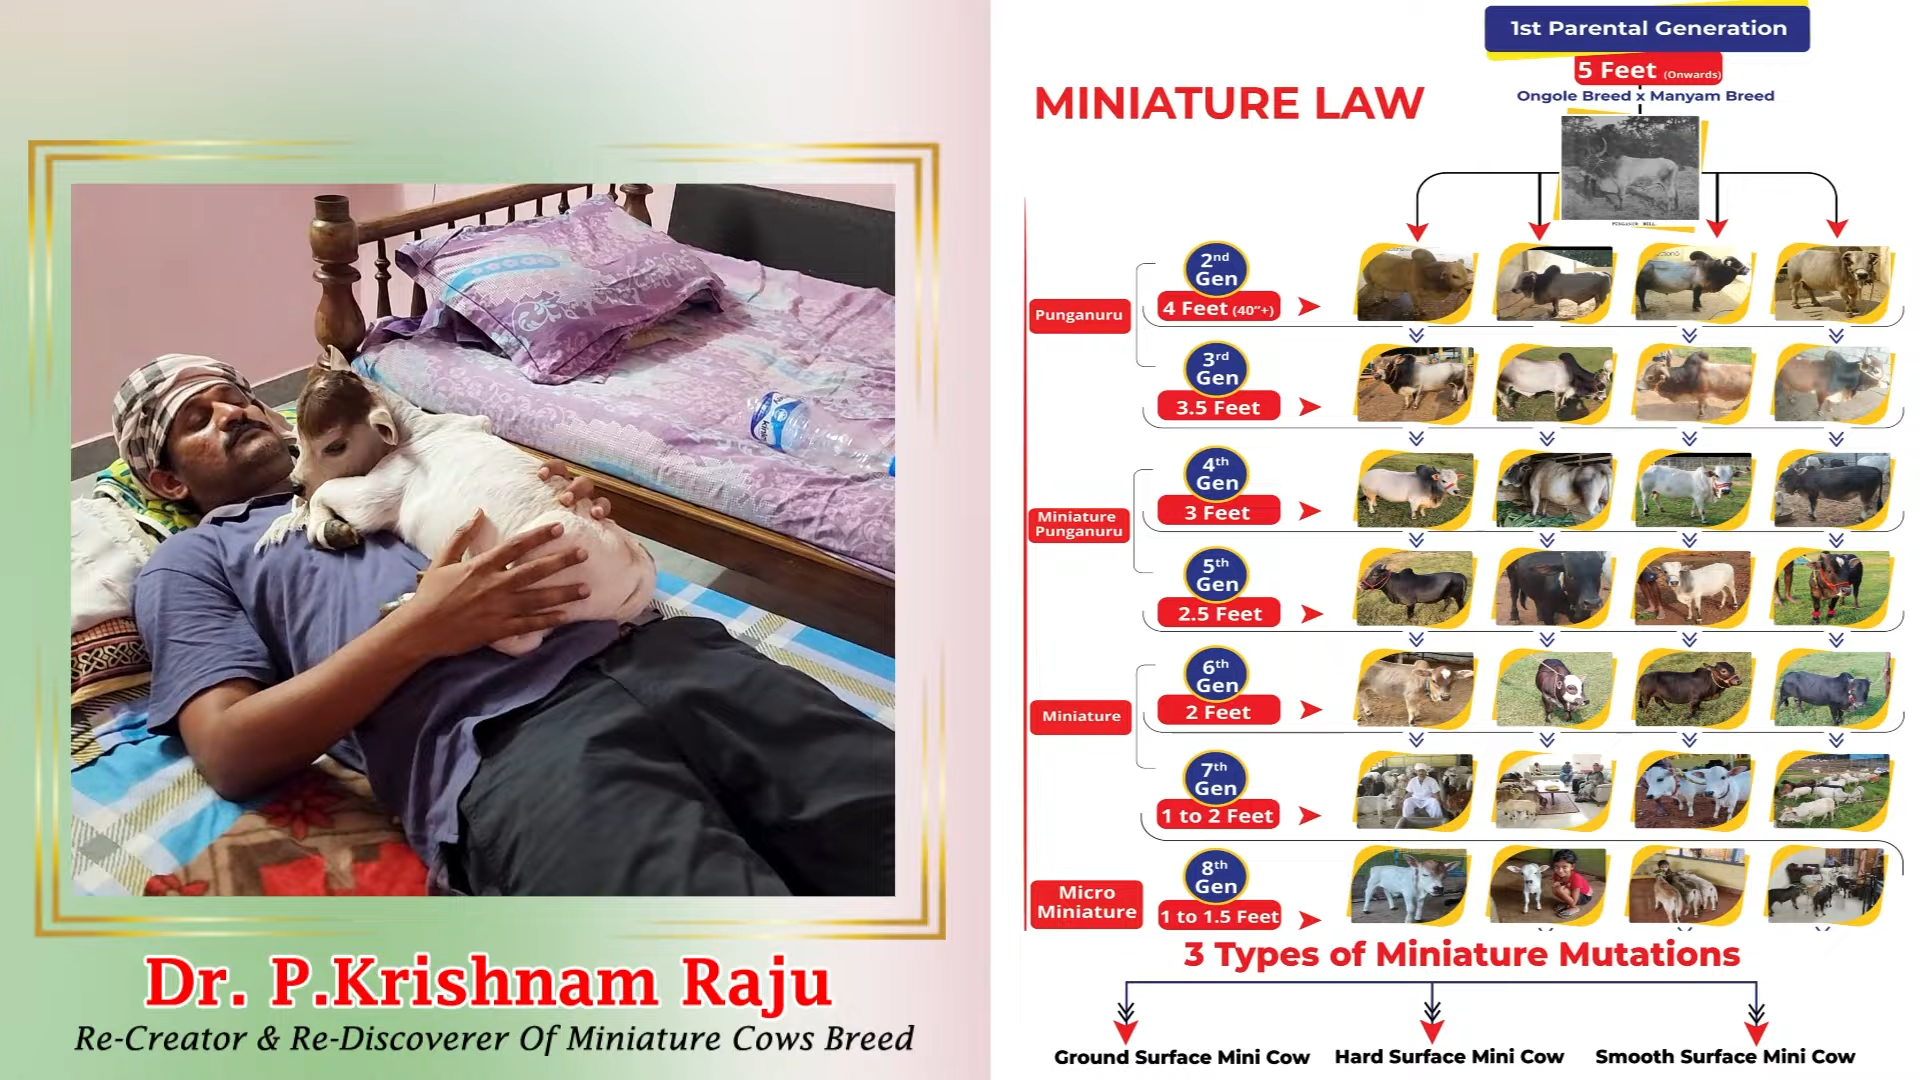 Dr. P.Krishnam Raju
Re-Creator & Re-Discoverer Of Miniature Cows Breed
1st Parental Generation
5 Feet (Onwards)
Ongole Breed x Manyam Breed
MINIATURE LAW
PUNGANUR BULL
Punganuru
2nd
Gen
4 Feet (40"+)
3rd
Gen
3.5 Feet
Miniature
Punganuru
4th
Gen
3 Feet
5th
Gen
2.5 Feet
Miniature
6th
Gen
2 Feet
7th
Gen
1 to 2 Feet
Micro
Miniature
8th
Gen
1 to 1.5 Feet
3 Types of Miniature Mutations
Ground Surface Mini Cow
Hard Surface Mini Cow
Smooth Surface Mini Cow